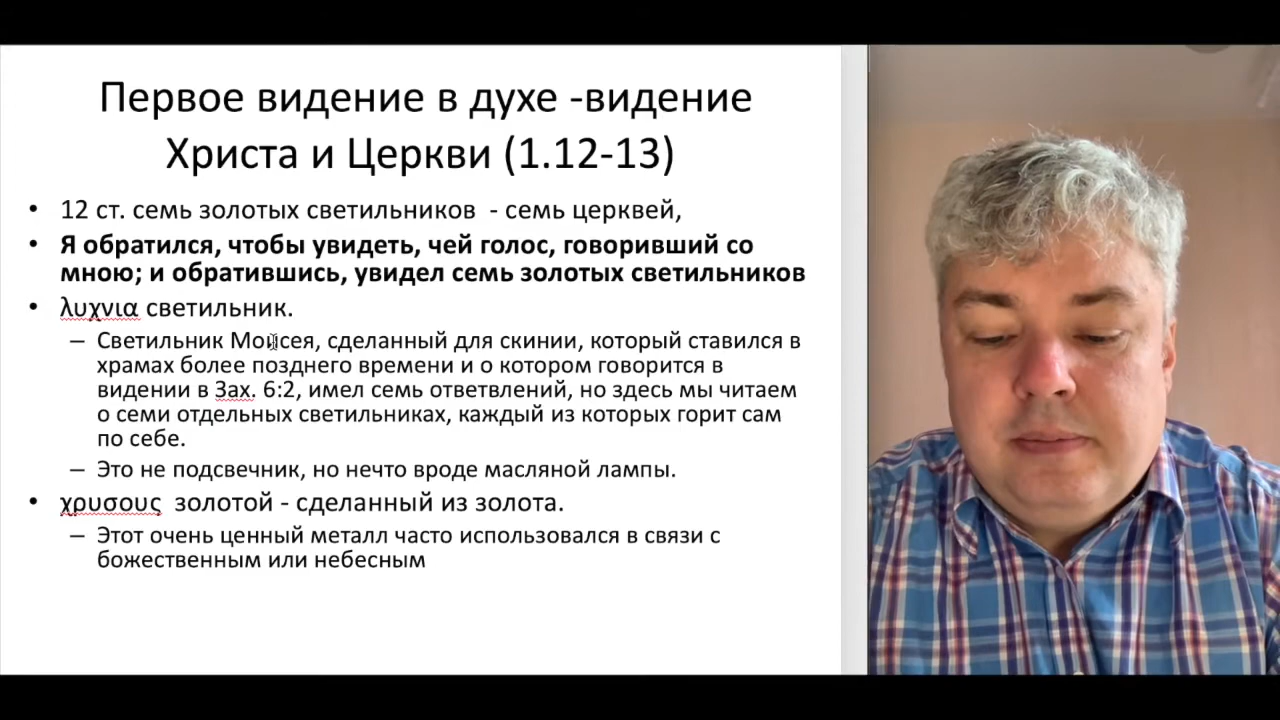 Первое видение в духе -видение
Христа и Церкви (1.12-13)
• 12 ст. семь золотых светильников - семь церквей,
• Я обратился, чтобы увидеть, чей голос, говоривший со
мною; и обратившись, увидел семь золотых светильников
• λυχνια светильник.
– Светильник Моисея, сделанный для скинии, который ставился в
храмах более позднего времени и о котором говорится в
видении в Зах. 6:2, имел семь ответвлений, но здесь мы читаем
о семи отдельных светильниках, каждый из которых горит сам
по себе.
– Это не подсвечник, но нечто вроде масляной лампы.
• χρυσους золотой - сделанный из золота.
– Этот очень ценный металл часто использовался в связи с
божественным или небесным